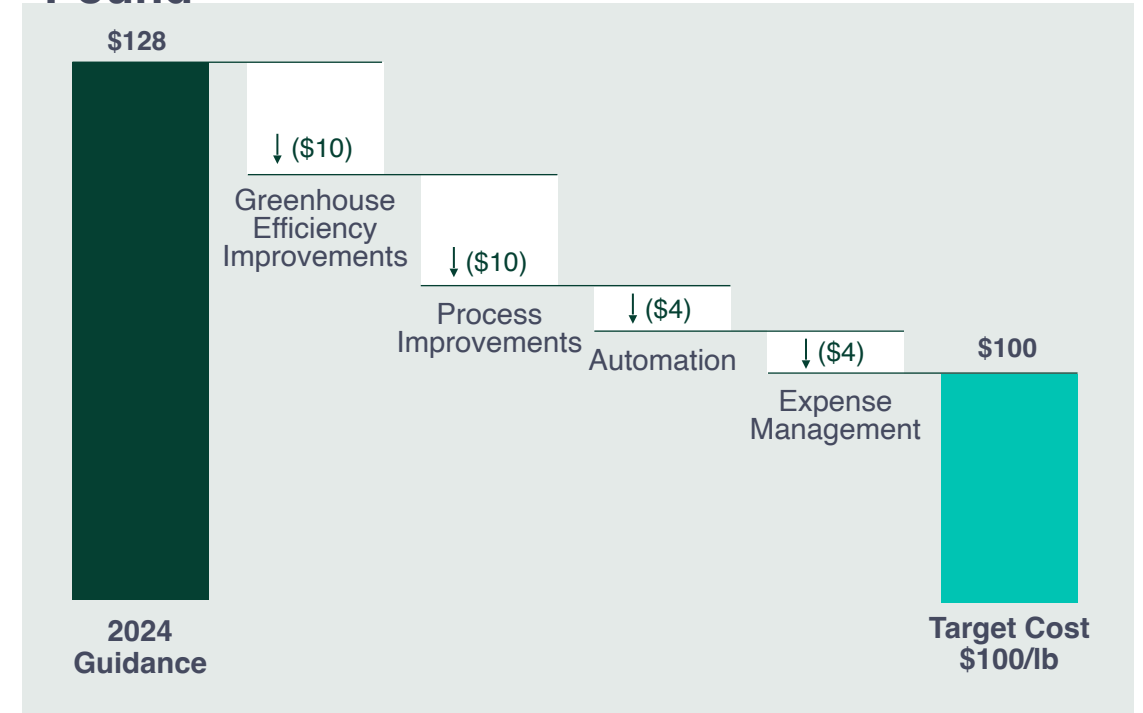 Pound
$128
↓ ($10)
Greenhouse
Efficiency
Improvements
↓ ($10)
Process
Improvements
↓ ($4)
Automation
↓ ($4)
Expense
Management
$100
2024
Guidance
Target Cost
$100/lb